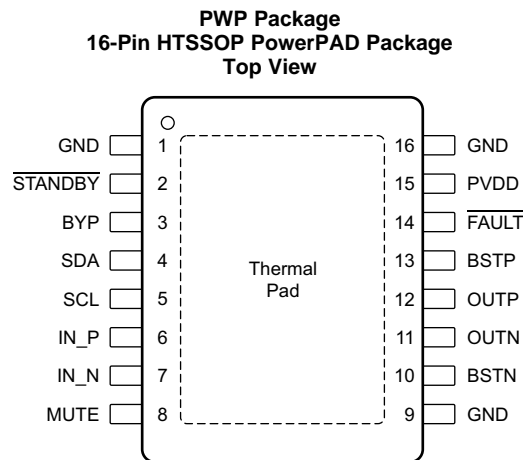 PWP Package
16-Pin HTSSOP PowerPAD Package
Top View
GND 1 16 GND
STANDBY 2 15 PVDD
BYP 3 14 FAULT
SDA 4 13 BSTP
Thermal
Pad
SCL 5 12 OUTP
IN_P 6 11 OUTN
IN_N 7 10 BSTN
MUTE 8 9 GND